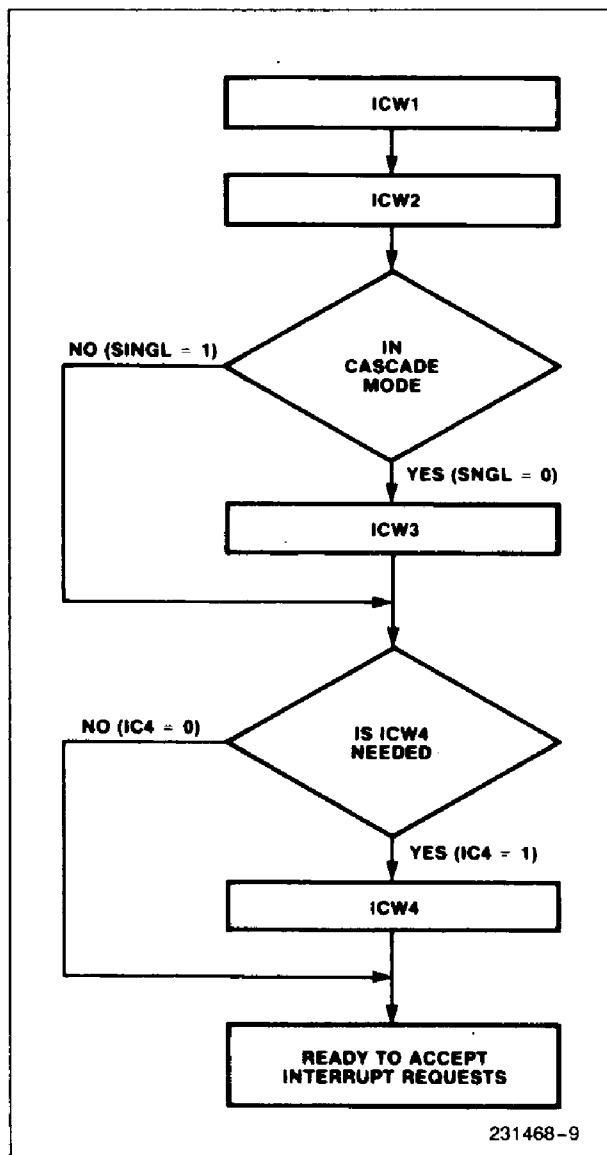 ICW1
ICW2
IN
CASCADE
MODE
NO (SINGL = 1)
YES (SNGL = 0)
ICW3
IS ICW4
NEEDED
NO (IC4 = 0)
YES (IC4 = 1)
ICW4
READY TO ACCEPT
INTERRUPT REQUESTS
231468-9